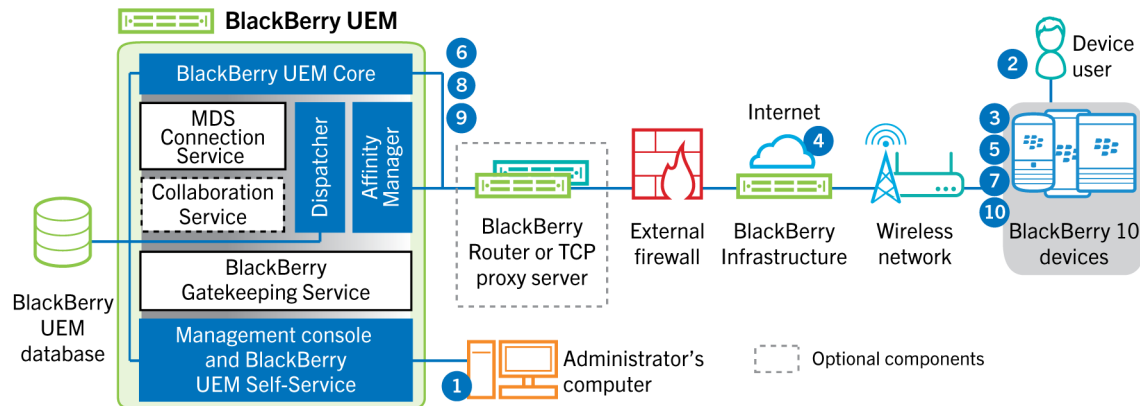 BlackBerry UEM
BlackBerry UEM Core
6
8
9
MDS
Connection
Service
Collaboration
Service
Dispatcher
Affinity
Manager
BlackBerry
Gatekeeping Service
Management console
and BlackBerry
UEM Self-Service
BlackBerry
UEM
database
1
Administrator's
computer
BlackBerry
Router or TCP
proxy server
External
firewall
Internet
4
BlackBerry
Infrastructure
Wireless
network
2
Device
user
3
5
7
10
BlackBerry 10
devices
Optional components